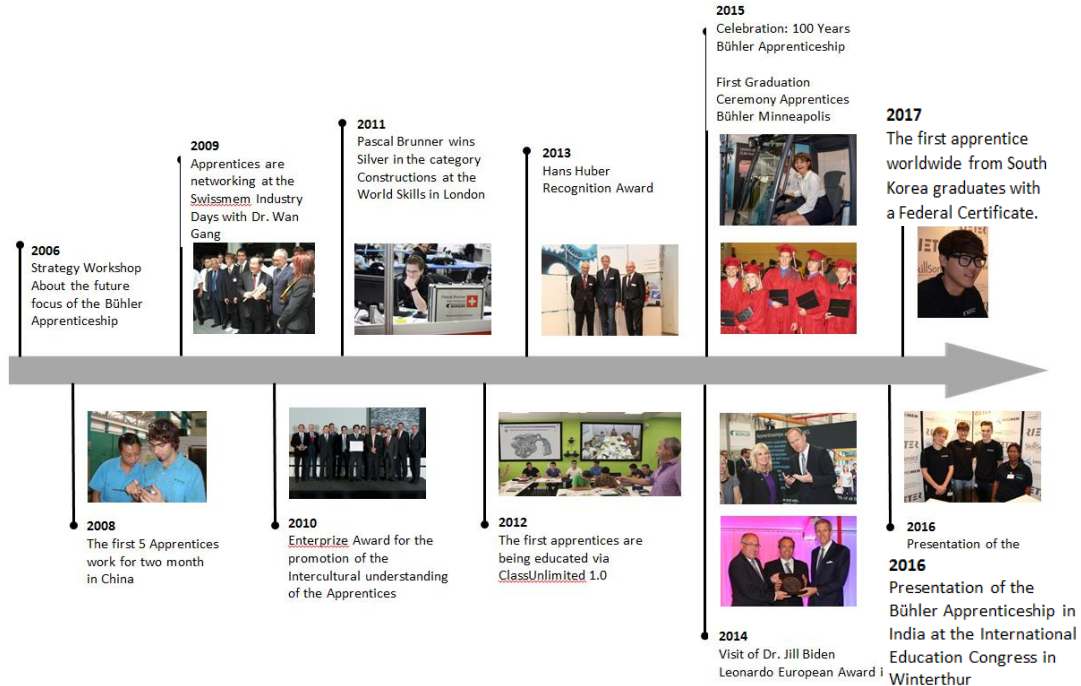 2006
Strategy Workshop
About the future
focus of the Bühler
Apprenticeship
2008
The first 5 Apprentices
work for two month
in China
2009
Apprentices are
networking at the
Swissmem Industry
Days with Dr. Wan
Gang
2010
Enterprize Award for the
promotion of the
Intercultural understanding
of the Apprentices
2011
Pascal Brunner wins
Silver in the category
Constructions at the
World Skills in London
Pascal Brunner
BÜHLER
2012
The first apprentices are
being educated via
ClassUnlimited 1.0
2013
Hans Huber
Recognition Award
2014
Visit of Dr. Jill Biden
Leonardo European Award i
BÜHLER
2015
Celebration: 100 Years
Bühler Apprenticeship
First Graduation
Ceremony Apprentices
Bühler Minneapolis
2016
Presentation of the
2016
Presentation of the
Bühler Apprenticeship in
India at the International
Education Congress in
Winterthur
RIETER
2017
The first apprentice
worldwide from South
Korea graduates with
a Federal Certificate.